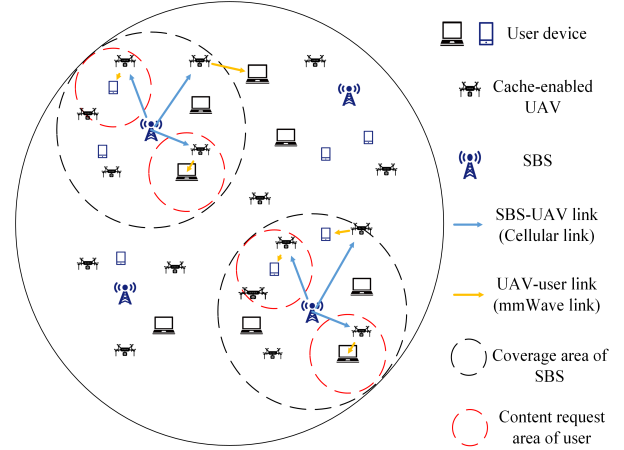 User device
Cache-enabled
UAV
SBS
SBS-UAV link
(Cellular link)
UAV-user link
(mmWave link)
Coverage area of
SBS
Content request
area of user